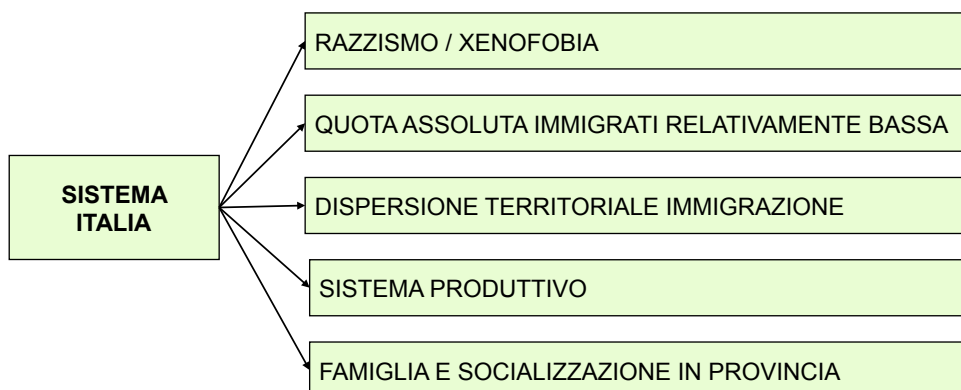 RAZZISMO / XENOFOBIA
QUOTA ASSOLUTA IMMIGRATI RELATIVAMENTE BASSA
SISTEMA
ITALIA
DISPERSIONE TERRITORIALE IMMIGRAZIONE
SISTEMA PRODUTTIVO
FAMIGLIA E SOCIALIZZAZIONE IN PROVINCIA